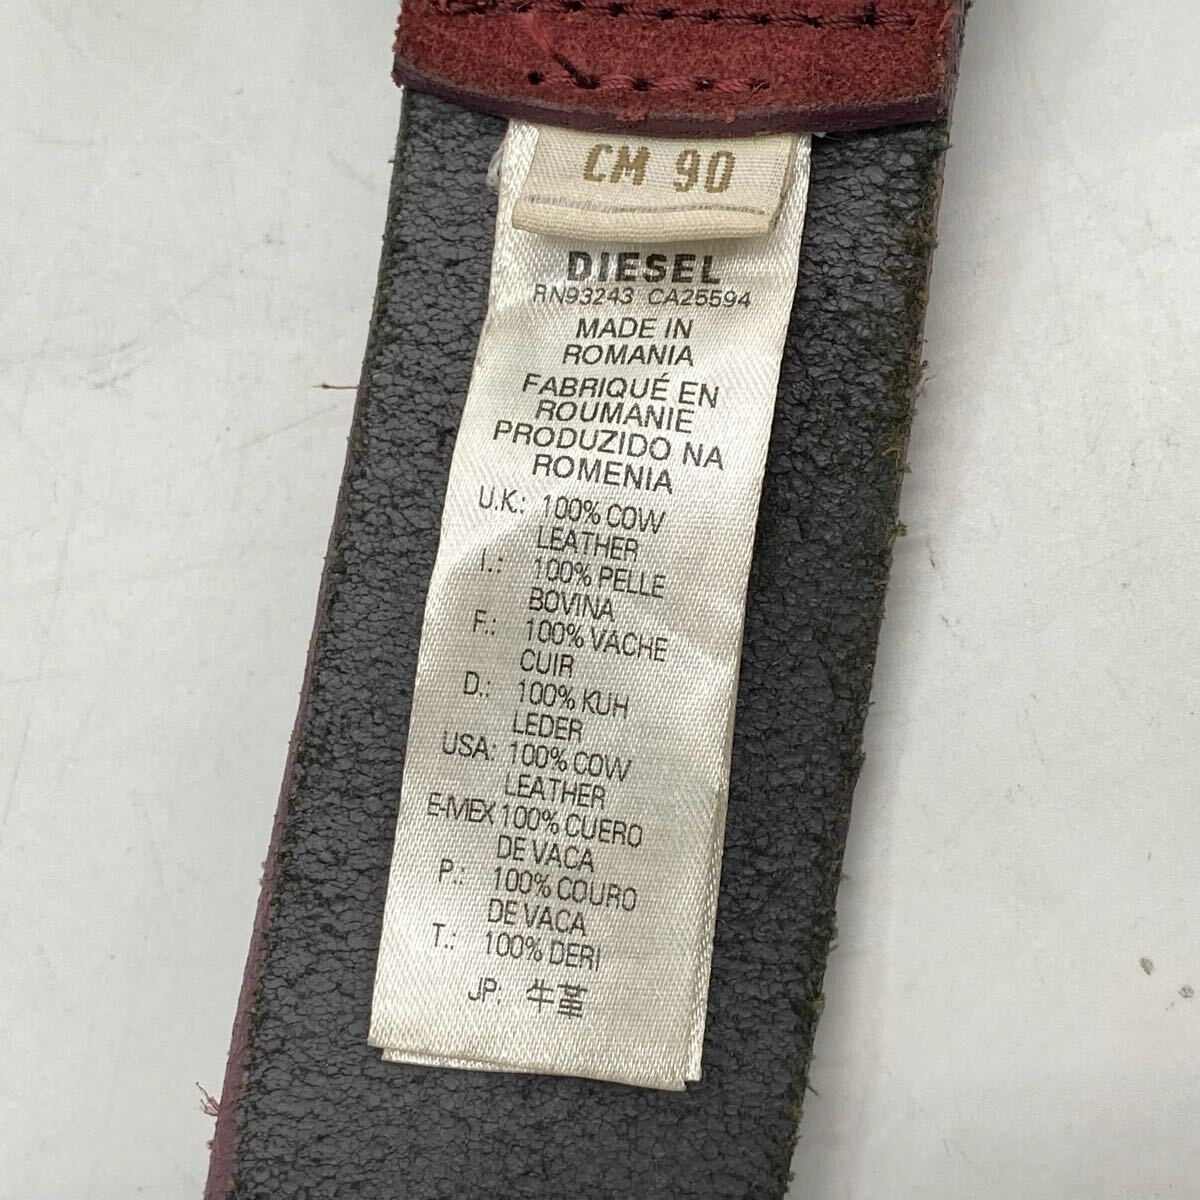 CM 90
DIESEL
RN93243 CA25594
MADE IN
ROMANIA
FABRIQUÉ EN
ROUMANIE
PRODUZIDO NA
ROMENIA
U.K.: 100% COW
LEATHER
I.: 100% PELLE
BOVINA
F.: 100% VACHE
CUIR
D.: 100% KUH
LEDER
USA: 100% COW
LEATHER
E-MEX 100% CUERO
DE VACA
P.: 100% COURO
DE VACA
T.: 100% DERI
JP: 牛革